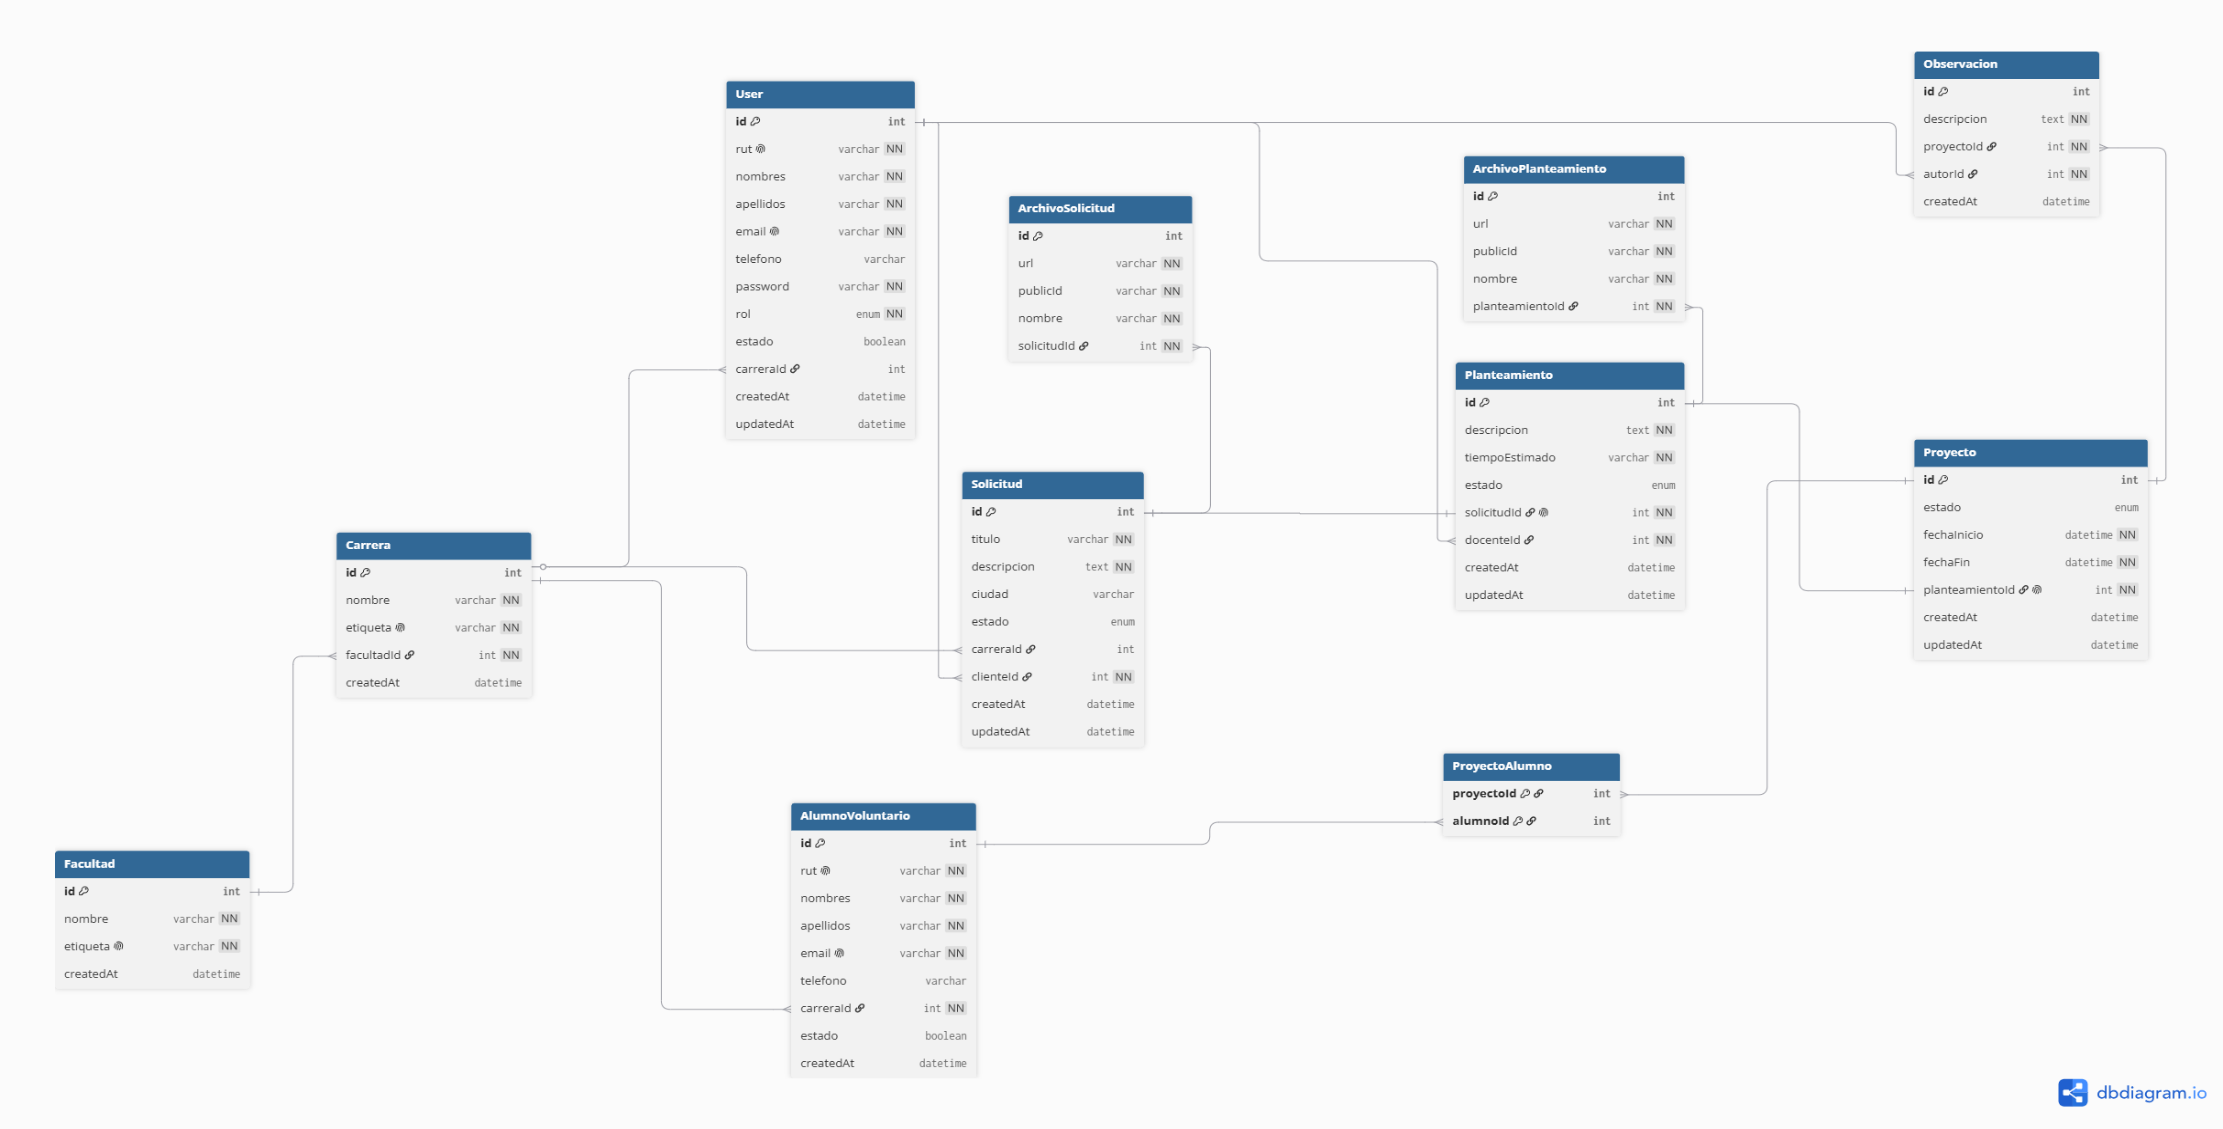 User
id int
rut varchar NN
nombres varchar NN
apellidos varchar NN
email varchar NN
telefono varchar
password varchar NN
rol enum NN
estado boolean
carreraId int
createdAt datetime
updatedAt datetime
ArchivoSolicitud
id int
url varchar NN
publicId varchar NN
nombre varchar NN
solicitudId int NN
ArchivoPlanteamiento
id int
url varchar NN
publicId varchar NN
nombre varchar NN
planteamientoId int NN
Observacion
id int
descripcion text NN
proyectoId int NN
autorId int NN
createdAt datetime
Planteamiento
id int
descripcion text NN
tiempoEstimado varchar NN
estado enum
solicitudId int NN
docenteId int NN
createdAt datetime
updatedAt datetime
Proyecto
id int
estado enum
fechaInicio datetime NN
fechaFin datetime NN
planteamientoId int NN
createdAt datetime
updatedAt datetime
Solicitud
id int
titulo varchar NN
descripcion text NN
ciudad varchar
estado enum
carreraId int
clienteId int NN
createdAt datetime
updatedAt datetime
Carrera
id int
nombre varchar NN
etiqueta varchar NN
facultadId int NN
createdAt datetime
ProyectoAlumno
proyectoId int
alumnoId int
AlumnoVoluntario
id int
rut varchar NN
nombres varchar NN
apellidos varchar NN
email varchar NN
telefono varchar
carreraId int NN
estado boolean
createdAt datetime
Facultad
id int
nombre varchar NN
etiqueta varchar NN
createdAt datetime
dbdiagram.io